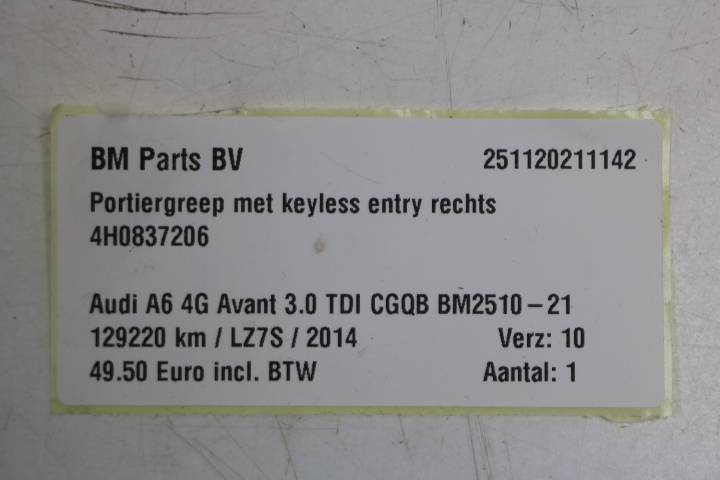 BM Parts BV 251120211142
Portiergreep met keyless entry rechts
4H0837206
Audi A6 4G Avant 3.0 TDI CGQB BM2510-21
129220 km / LZ7S / 2014 Verz: 10
49.50 Euro incl. BTW Aantal: 1